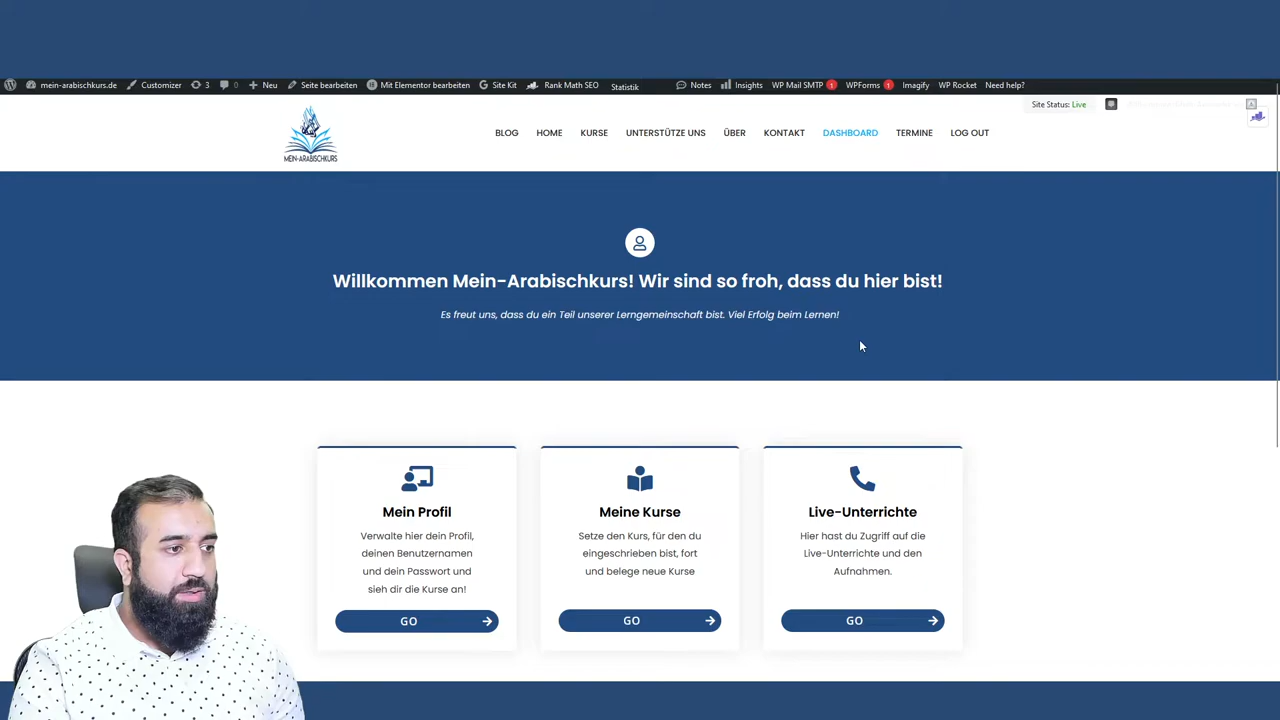 mein-arabischkurs.de Customizer 3 0 Neu Seite bearbeiten Mit Elementor bearbeiten Site Kit Rank Math SEO Statistik Notes Insights WP Mail SMTP 1 WPForms 1 Imagify WP Rocket Need help?
Site Status: Live
MEIN-ARABISCHKURS
BLOG HOME KURSE UNTERSTÜTZE UNS ÜBER KONTAKT DASHBOARD TERMINE LOG OUT
Willkommen Mein-Arabischkurs! Wir sind so froh, dass du hier bist!
Es freut uns, dass du ein Teil unserer Lerngemeinschaft bist. Viel Erfolg beim Lernen!
Mein Profil
Verwalte hier dein Profil,
deinen Benutzernamen
und dein Passwort und
sieh dir die Kurse an!
GO
Meine Kurse
Setze den Kurs, für den du
eingeschrieben bist, fort
und belege neue Kurse
GO
Live-Unterrichte
Hier hast du Zugriff auf die
Live-Unterrichte und den
Aufnahmen.
GO